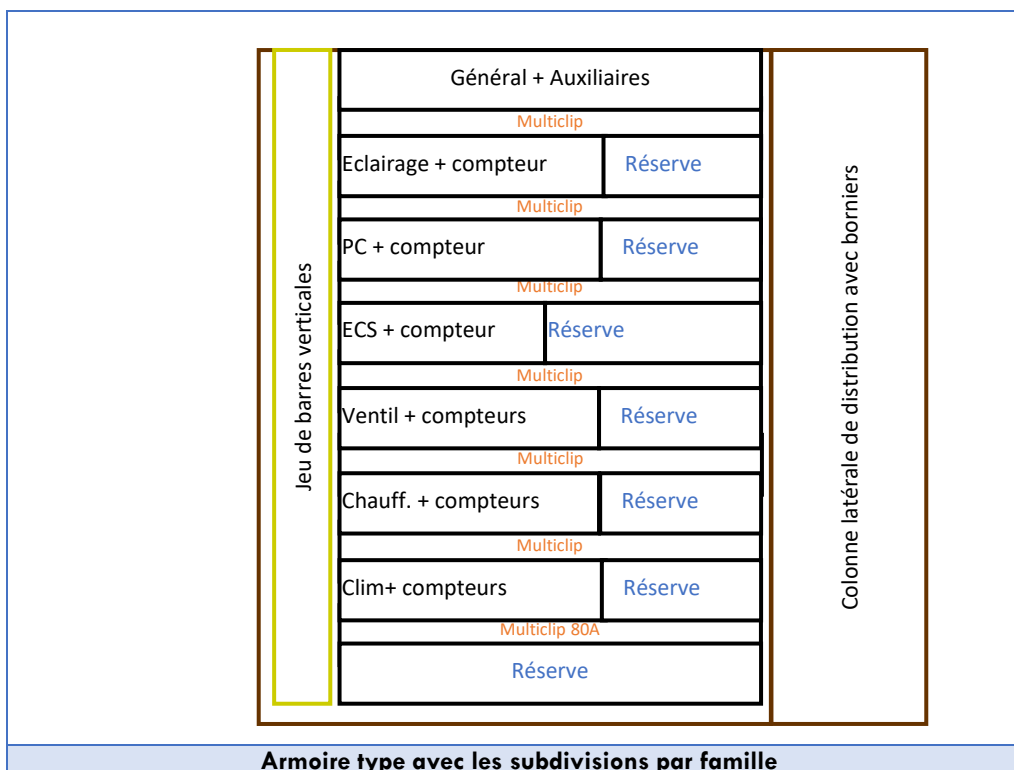 Général + Auxiliaires
Multiclip
Eclairage + compteur
Réserve
Multiclip
PC + compteur
Réserve
Multiclip
ECS + compteur
Réserve
Multiclip
Ventil + compteurs
Réserve
Multiclip
Chauff. + compteurs
Réserve
Multiclip
Clim+ compteurs
Réserve
Multiclip 80A
Réserve
Jeu de barres verticales
Colonne latérale de distribution avec borniers
Armoire type avec les subdivisions par famille